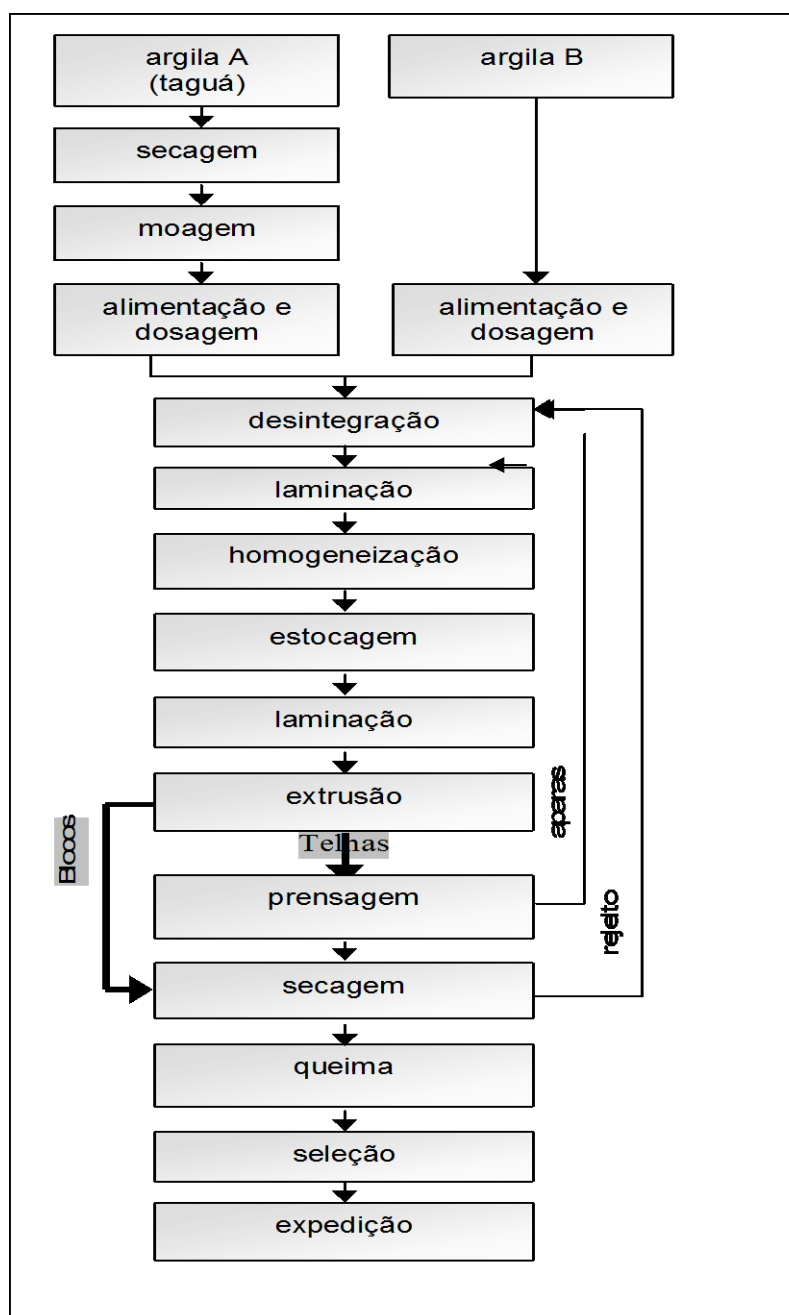 argila A
(taguá)
argila B
secagem
moagem
alimentação e
dosagem
alimentação e
dosagem
desintegração
laminação
homogeneização
estocagem
laminação
extrusão
Blocos
Telhas
aparas
prensagem
rejeito
secagem
queima
seleção
expedição